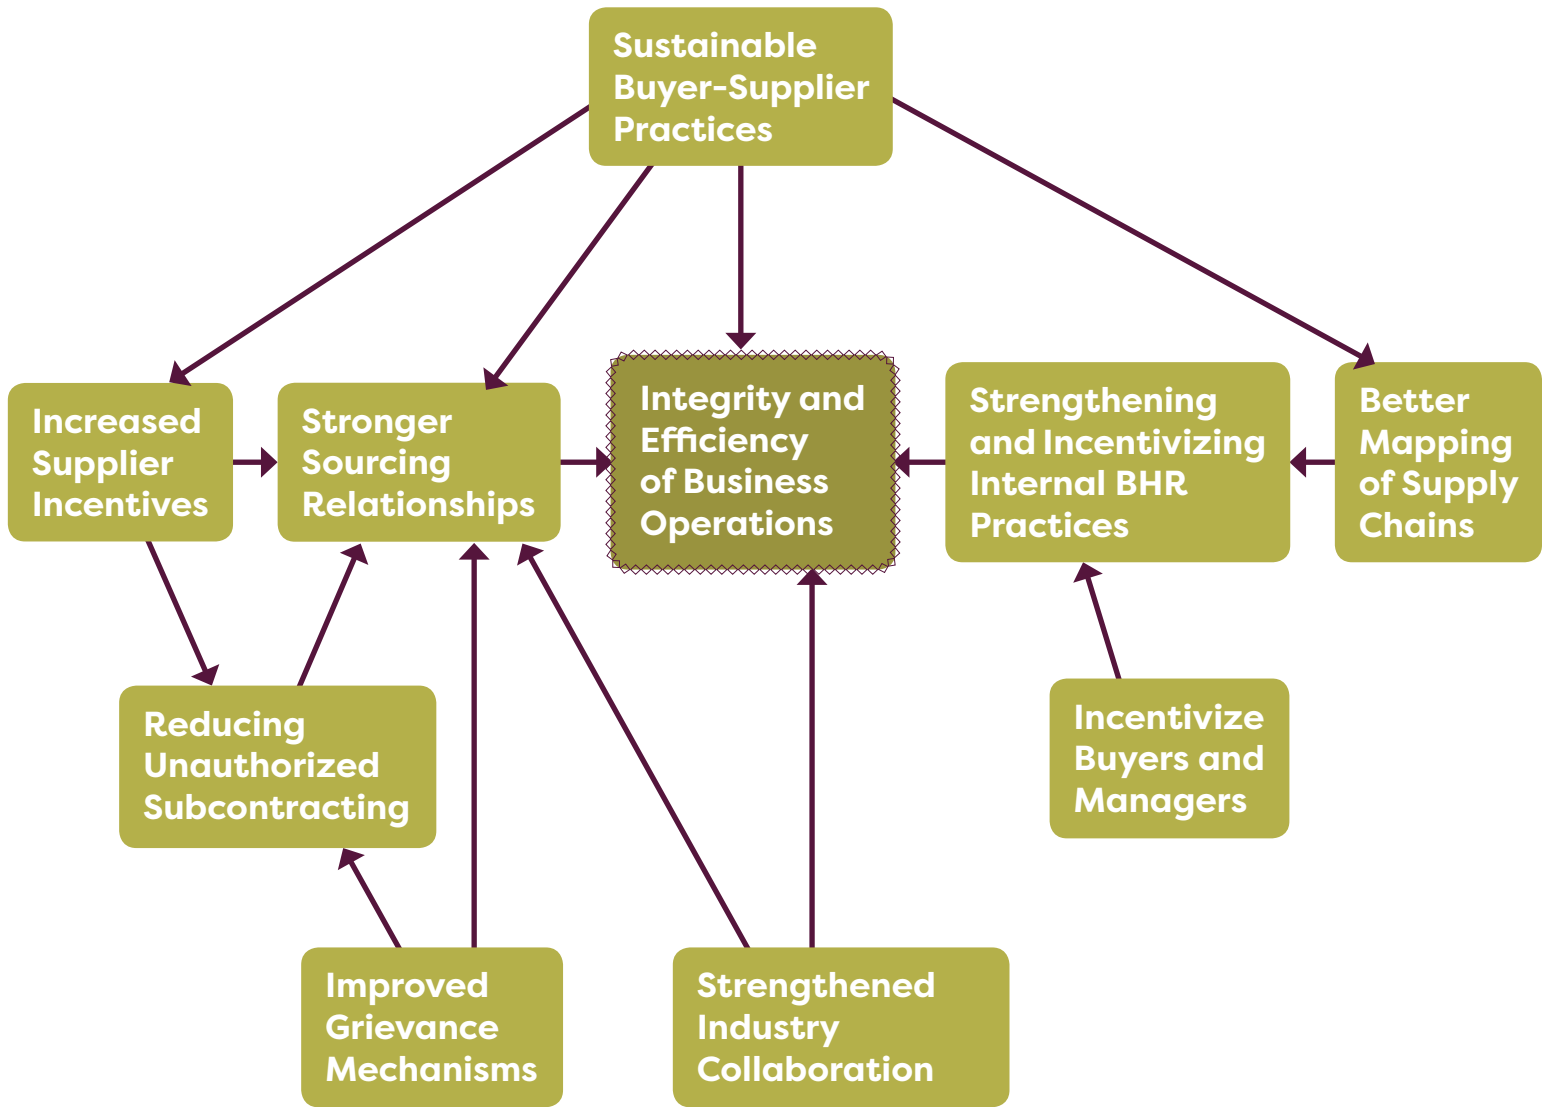 Sustainable
Buyer-Supplier
Practices
Increased
Supplier
Incentives
Stronger
Sourcing
Relationships
Integrity and
Efficiency
of Business
Operations
Strengthening
and Incentivizing
Internal BHR
Practices
Better
Mapping
of Supply
Chains
Reducing
Unauthorized
Subcontracting
Incentivize
Buyers and
Managers
Improved
Grievance
Mechanisms
Strengthened
Industry
Collaboration